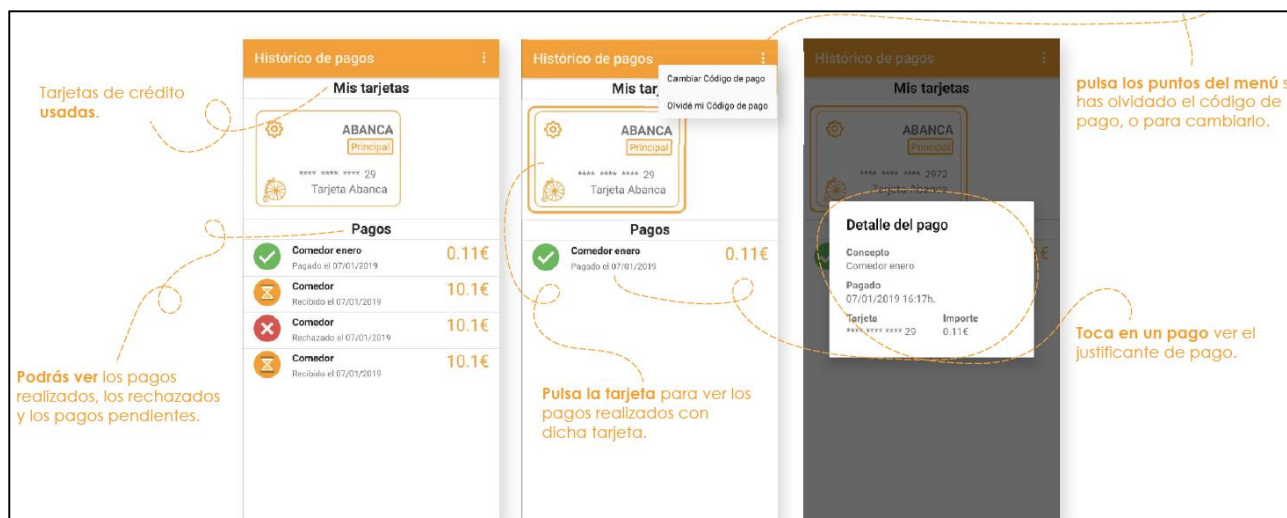 Tarjetas de crédito
usadas.
Podrás ver los pagos
realizados, los rechazados
y los pagos pendientes.
Histórico de pagos
Mis tarjetas
ABANCA
Principal
**** **** **** 29
Tarjeta Abanca
Pagos
Comedor enero
Pagado el 07/01/2019
0.11€
Comedor
Recibido el 07/01/2019
10.1€
Comedor
Rechazado el 07/01/2019
10.1€
Comedor
Recibido el 07/01/2019
10.1€
Histórico de pagos
Cambiar Código de pago
Olvidé mi Código de pago
Mis tar
ABANCA
Principal
**** **** **** 29
Tarjeta Abanca
Pagos
Comedor enero
Pagado el 07/01/2019
0.11€
Pulsa la tarjeta para ver los
pagos realizados con
dicha tarjeta.
Histórico de pagos
Mis tarjetas
ABANCA
Principal
**** **** **** 2972
Tarjeta Abanca
€
Detalle del pago
Concepto
Comedor enero
Pagado
07/01/2019 16:17h.
Tarjeta Importe
**** **** **** 29 0.11€
pulsa los puntos del menú s
has olvidado el código de
pago, o para cambiarlo.
Toca en un pago ver el
justificante de pago.